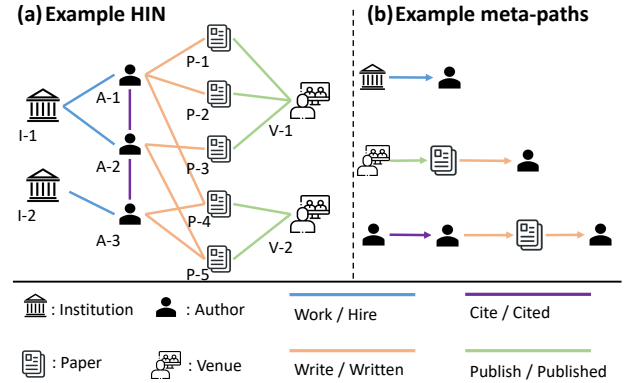 (a) Example HIN
(b) Example meta-paths
P-1
A-1
P-2
I-1
V-1
A-2
P-3
I-2
P-4
A-3
V-2
P-5
: Institution
: Author
Work / Hire
Cite / Cited
: Paper
: Venue
Write / Written
Publish / Published